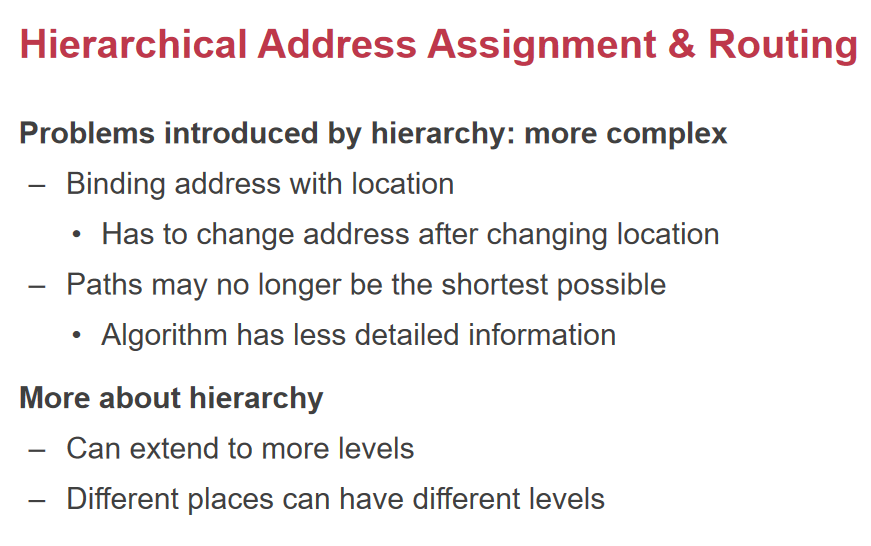 Hierarchical Address Assignment & Routing
Problems introduced by hierarchy: more complex
– Binding address with location
• Has to change address after changing location
– Paths may no longer be the shortest possible
• Algorithm has less detailed information
More about hierarchy
– Can extend to more levels
– Different places can have different levels